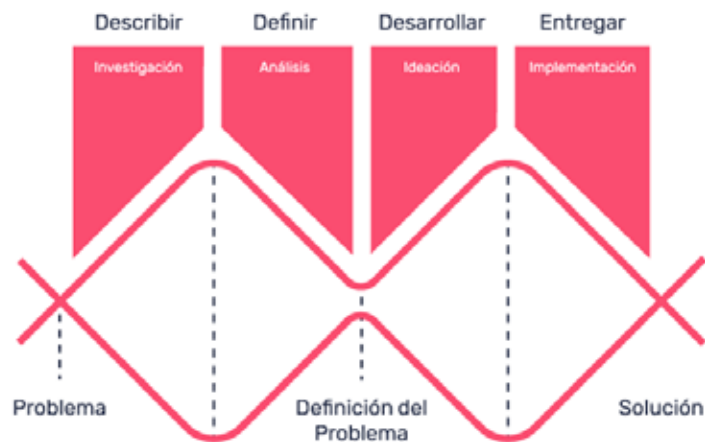 Describir
Definir
Desarrollar
Entregar
Investigación
Análisis
Ideación
Implementación
Problema
Definición del
Problema
Solución